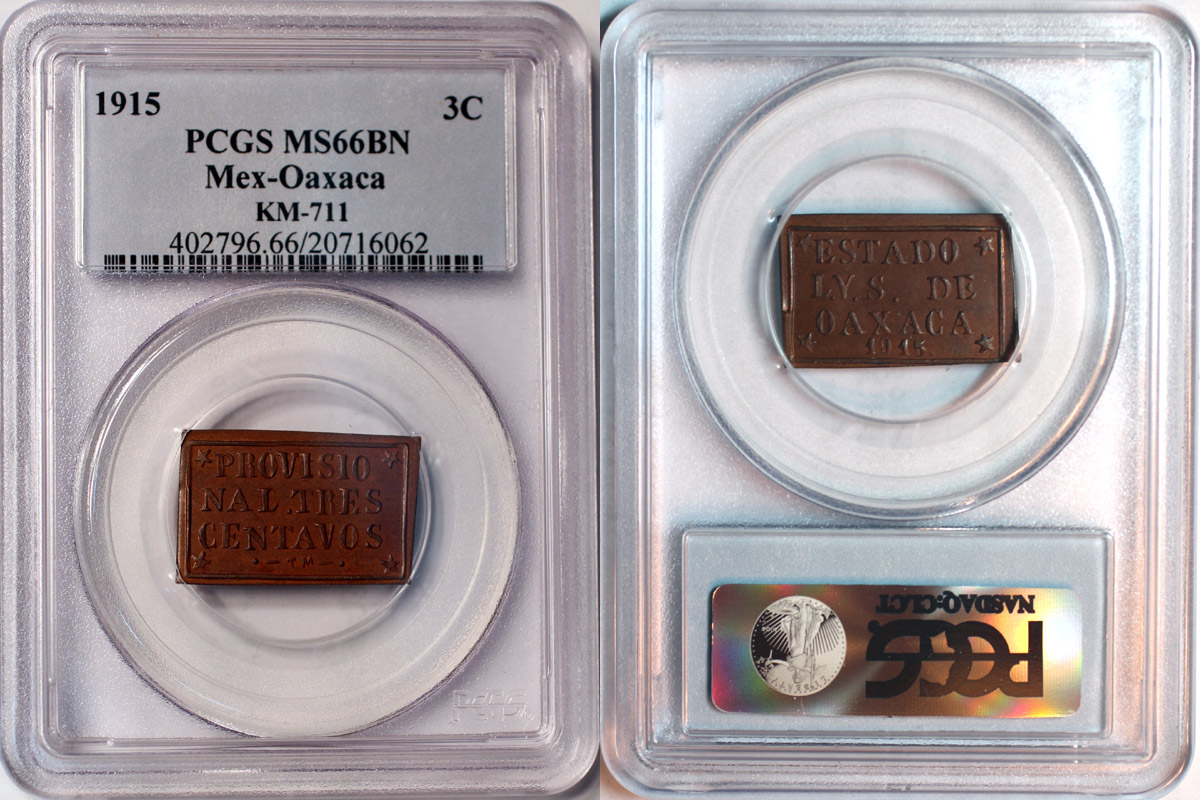 1915 3C
PCGS MS66BN
Mex-Oaxaca
KM-711
402796.66/20716062
PROVISIO
NAL.TRES
CENTAVOS
TM
PCGS
ESTADO
LY.S. DE
OAXACA
1915
NASDAQ:CLCT
PCGS